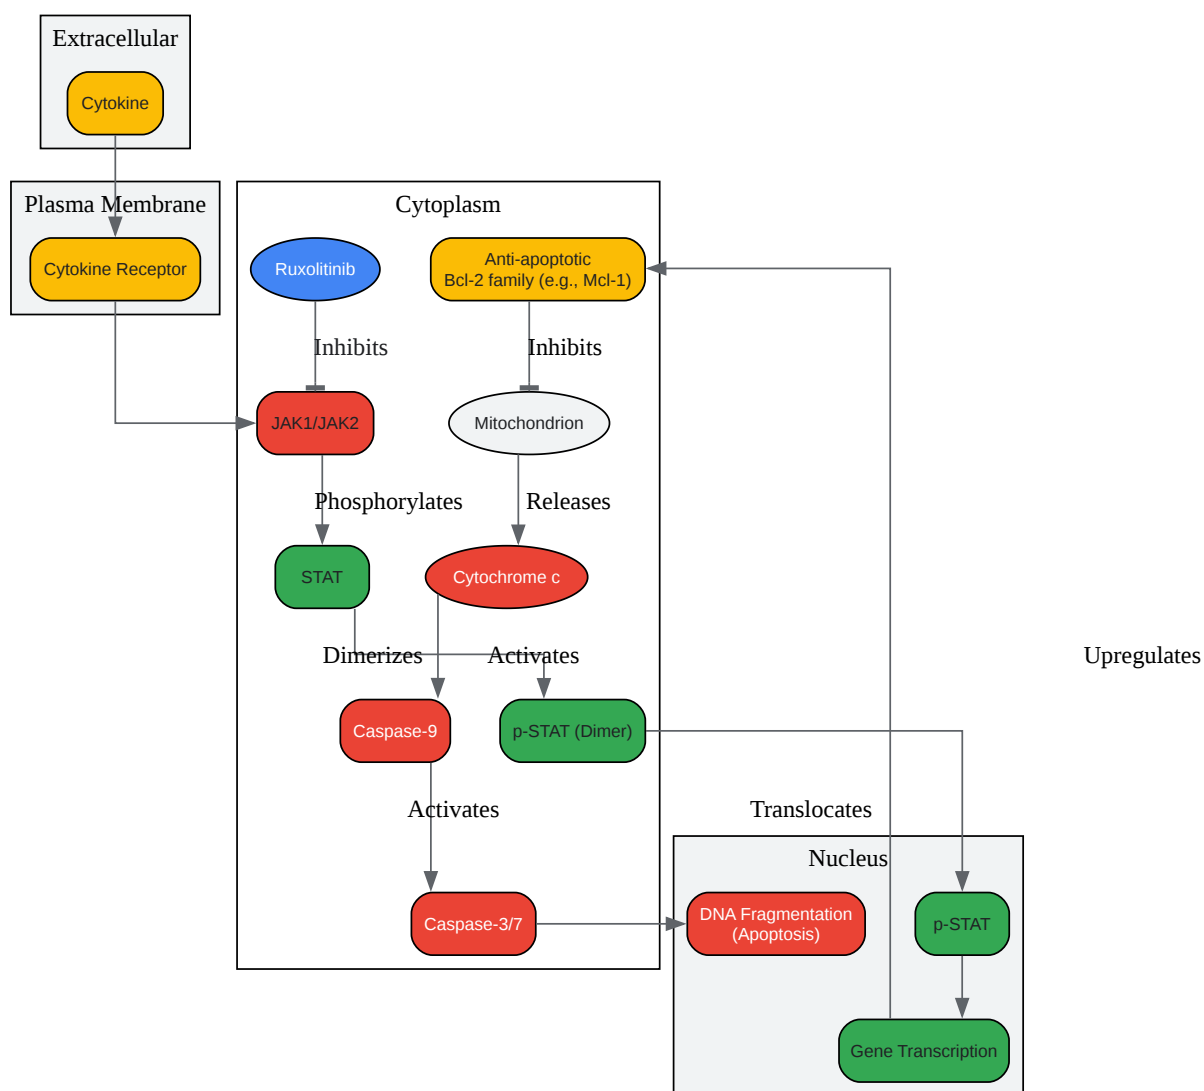 Extracellular
Cytokine
Plasma Membrane
Cytokine Receptor
Cytoplasm
Ruxolitinib
Anti-apoptotic
Bcl-2 family (e.g., Mcl-1)
Inhibits
Inhibits
JAK1/JAK2
Mitochondrion
Phosphorylates
Releases
STAT
Cytochrome c
Dimerizes
Activates
Upregulates
Caspase-9
p-STAT (Dimer)
Activates
Translocates
Nucleus
Caspase-3/7
DNA Fragmentation
(Apoptosis)
p-STAT
Gene Transcription